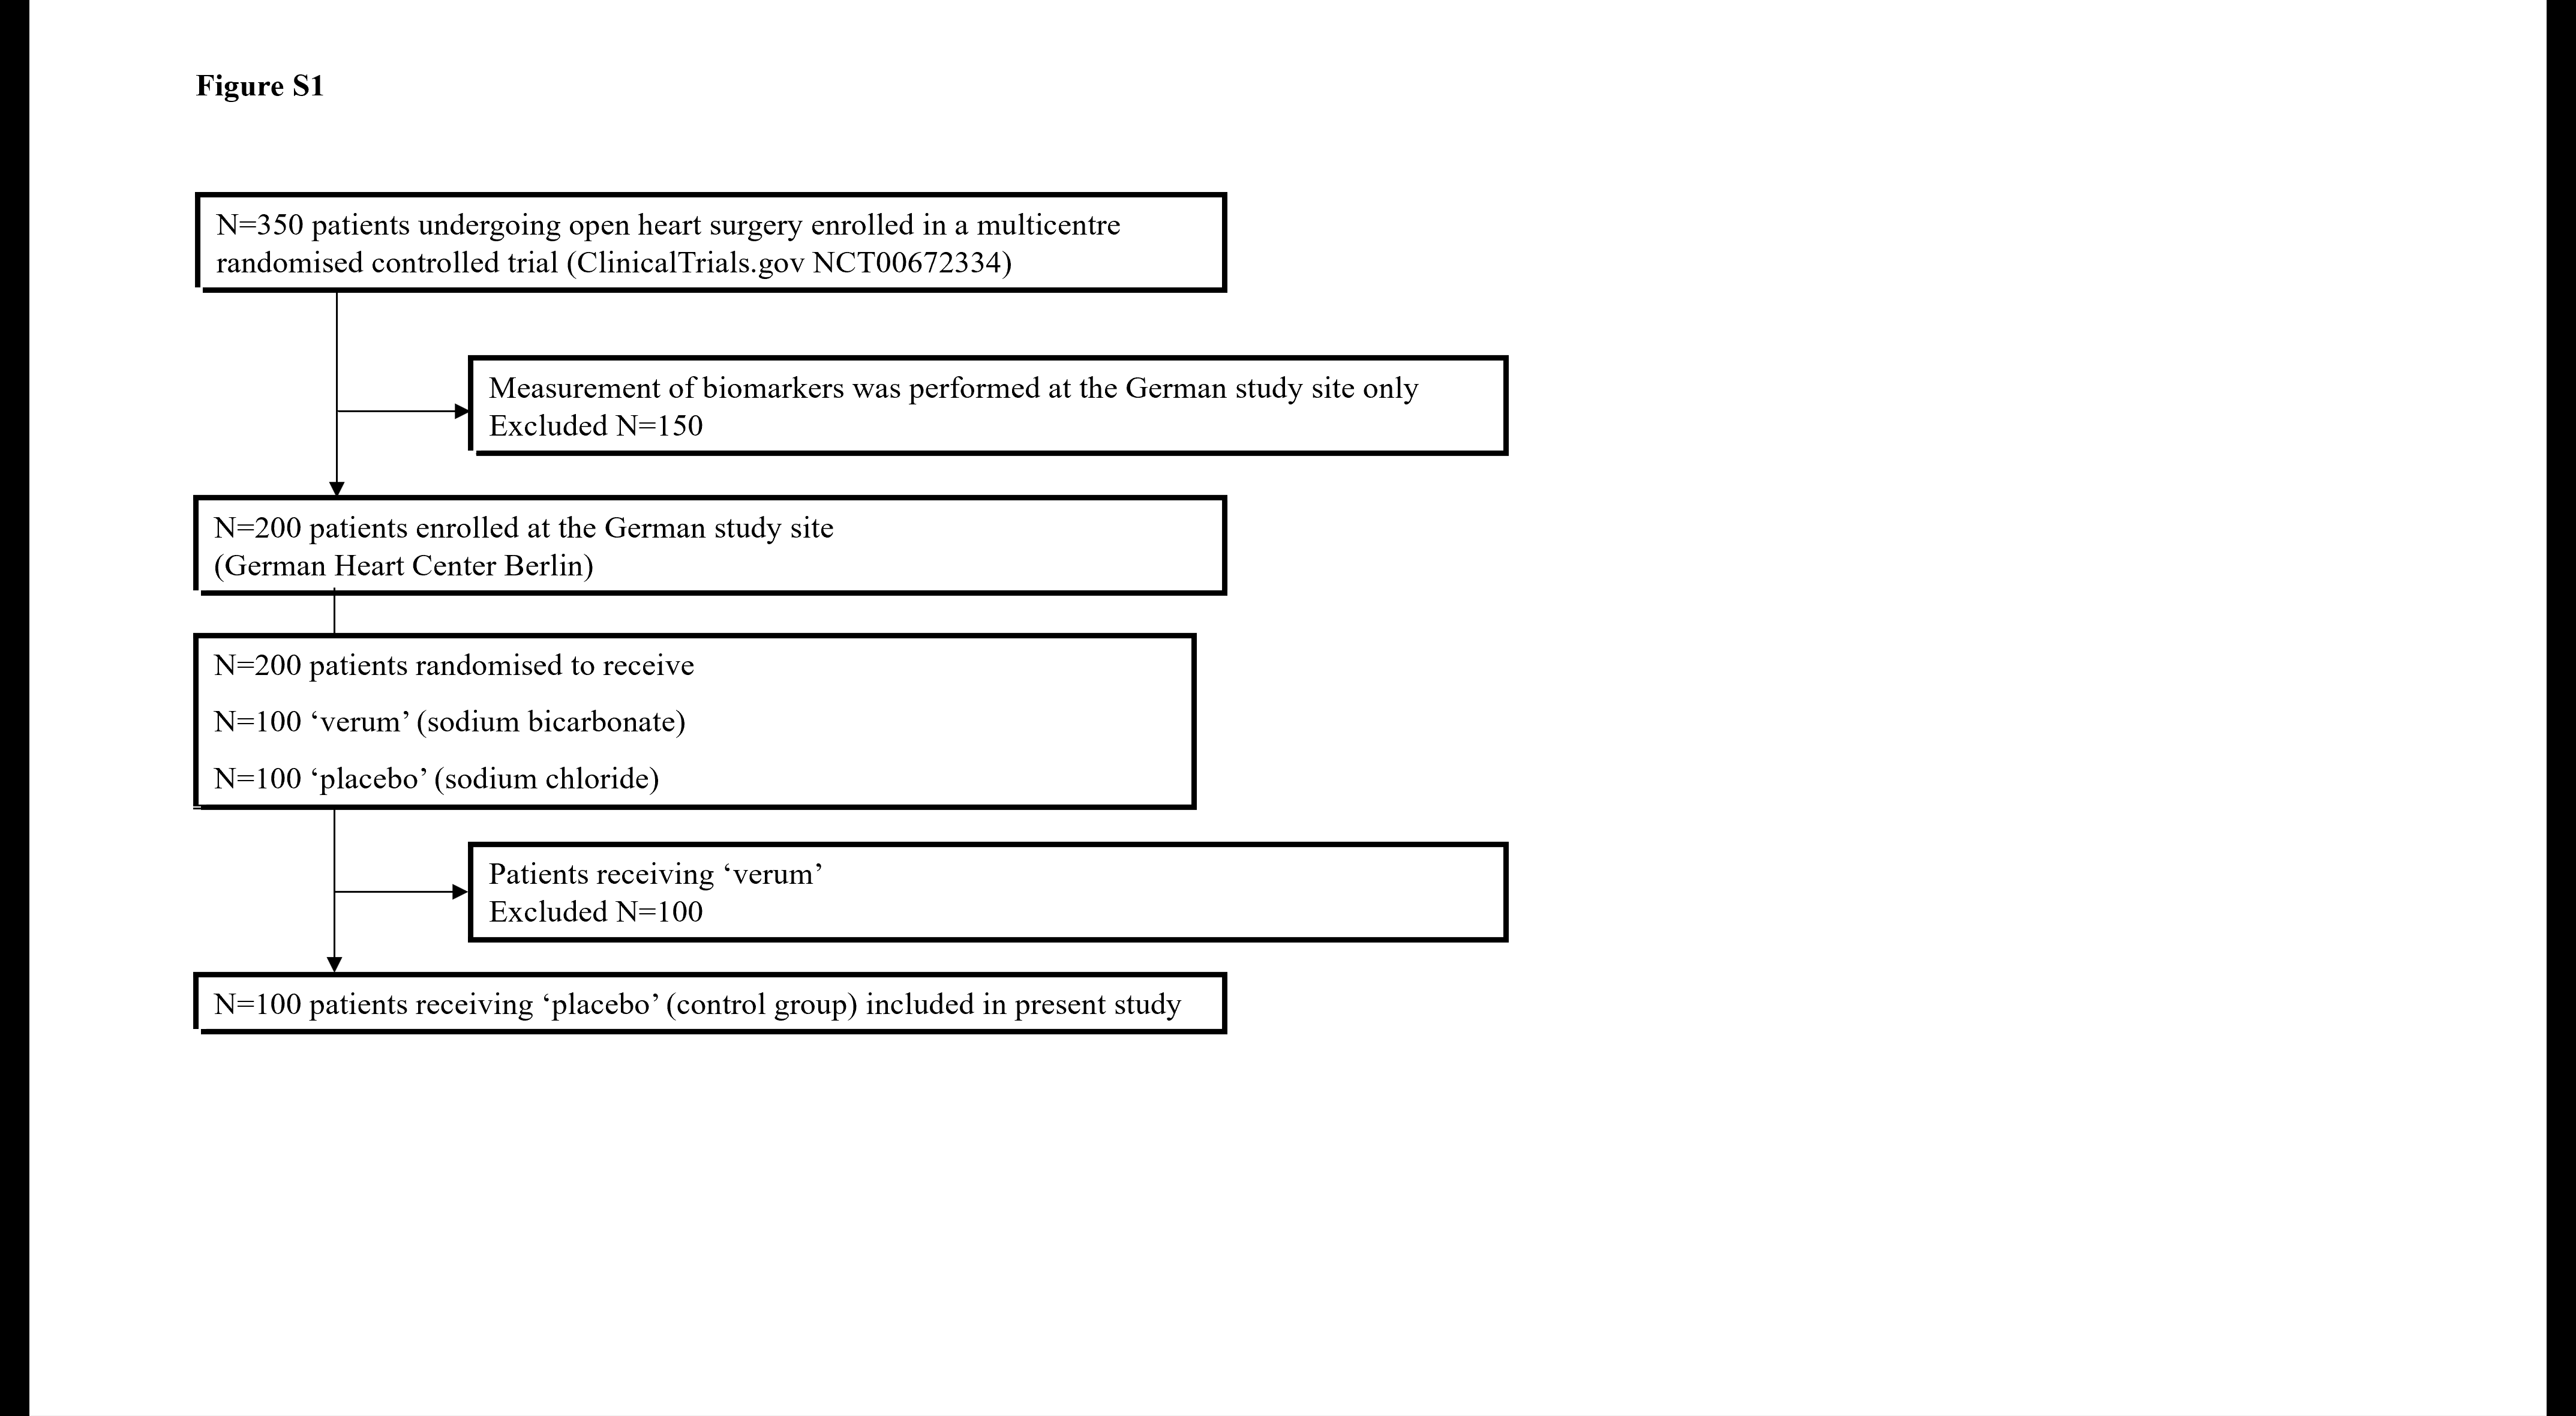 Figure S1
N=350 patients undergoing open heart surgery enrolled in a multicentre
randomised controlled trial (ClinicalTrials.gov NCT00672334)
Measurement of biomarkers was performed at the German study site only
Excluded N=150
N=200 patients enrolled at the German study site
(German Heart Center Berlin)
N=200 patients randomised to receive
N=100 ‘verum’ (sodium bicarbonate)
N=100 ‘placebo’ (sodium chloride)
Patients receiving ‘verum’
Excluded N=100
N=100 patients receiving ‘placebo’ (control group) included in present study